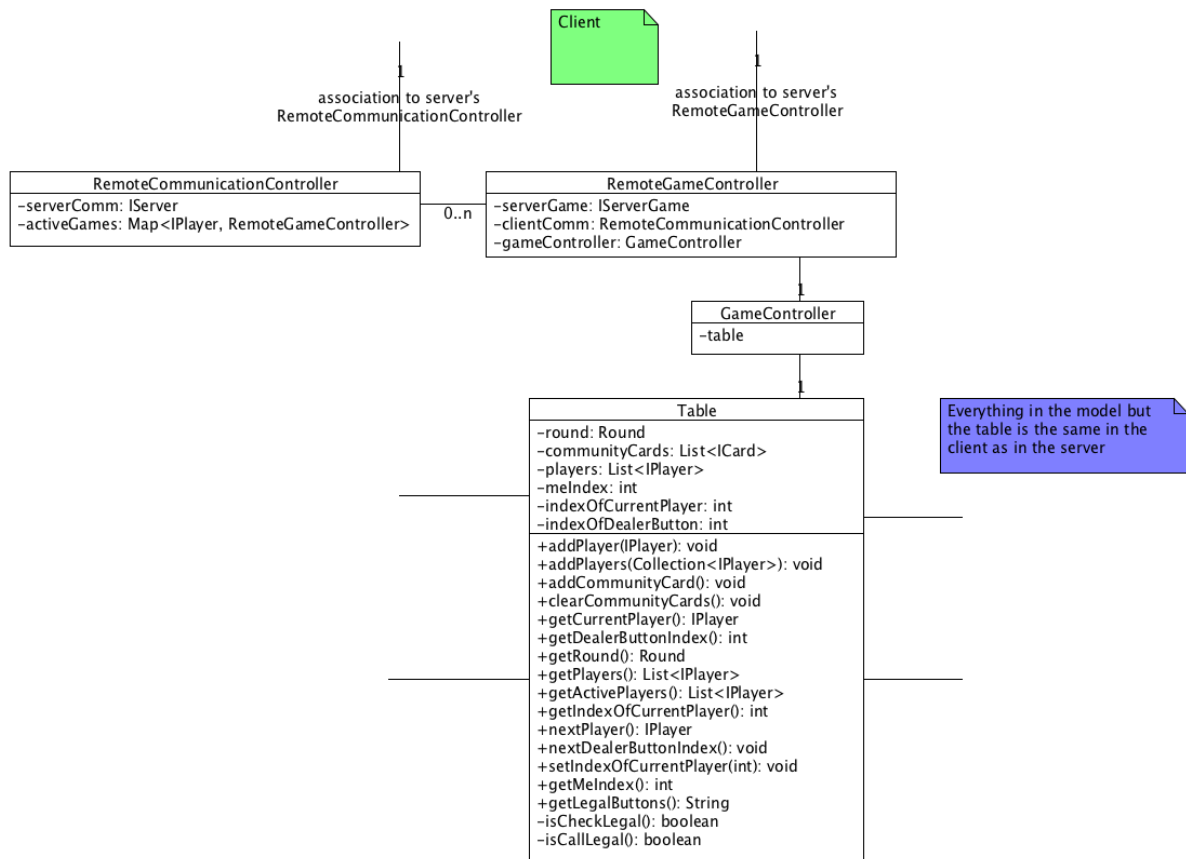 Client
1
association to server's
RemoteCommunicationController
1
association to server's
RemoteGameController
RemoteCommunicationController
-serverComm: IServer
-activeGames: Map<IPlayer, RemoteGameController>
0..n
RemoteGameController
-serverGame: IServerGame
-clientComm: RemoteCommunicationController
-gameController: GameController
1
GameController
-table
1
Table
-round: Round
-communityCards: List<ICard>
-players: List<IPlayer>
-meIndex: int
-indexOfCurrentPlayer: int
-indexOfDealerButton: int
+addPlayer(IPlayer): void
+addPlayers(Collection<IPlayer>): void
+addCommunityCard(): void
+clearCommunityCards(): void
+getCurrentPlayer(): IPlayer
+getDealerButtonIndex(): int
+getRound(): Round
+getPlayers(): List<IPlayer>
+getActivePlayers(): List<IPlayer>
+getIndexOfCurrentPlayer(): int
+nextPlayer(): IPlayer
+nextDealerButtonIndex(): void
+setIndexOfCurrentPlayer(int): void
+getMeIndex(): int
+getLegalButtons(): String
-isCheckLegal(): boolean
-isCallLegal(): boolean
Everything in the model but
the table is the same in the
client as in the server